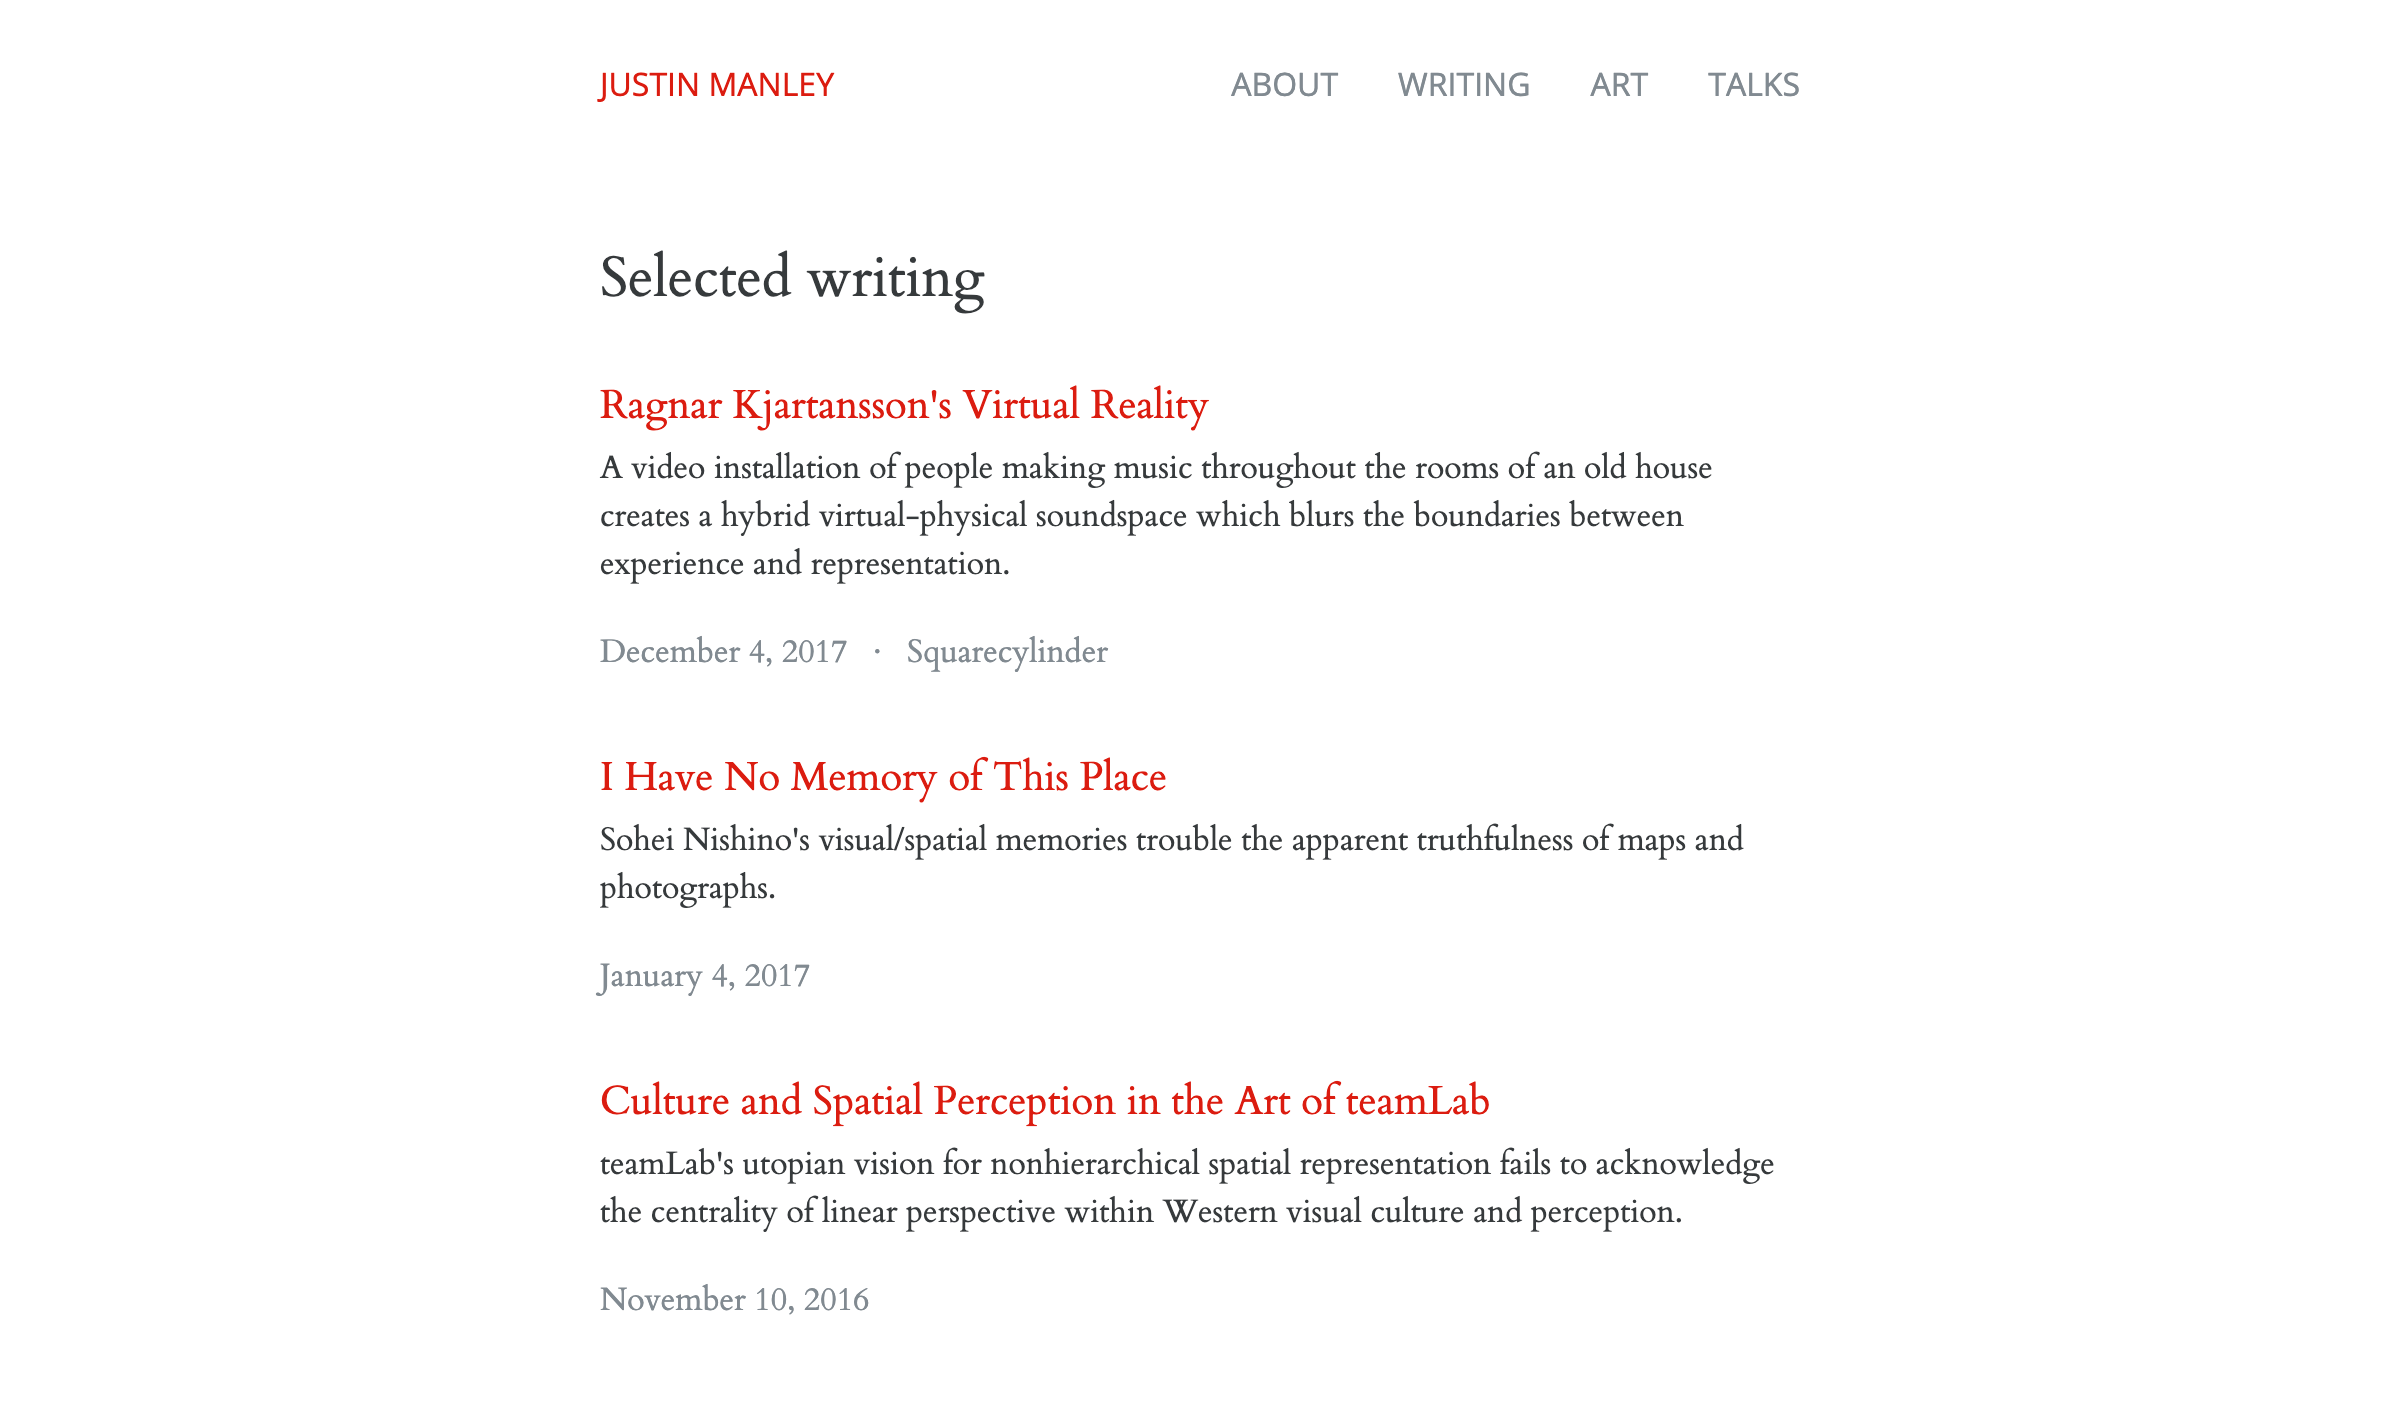 JUSTIN MANLEY
ABOUT WRITING ART TALKS
Selected writing
Ragnar Kjartansson's Virtual Reality
A video installation of people making music throughout the rooms of an old house
creates a hybrid virtual-physical soundspace which blurs the boundaries between
experience and representation.
December 4, 2017 · Squarecylinder
I Have No Memory of This Place
Sohei Nishino's visual/spatial memories trouble the apparent truthfulness of maps and
photographs.
January 4, 2017
Culture and Spatial Perception in the Art of teamLab
teamLab's utopian vision for nonhierarchical spatial representation fails to acknowledge
the centrality of linear perspective within Western visual culture and perception.
November 10, 2016